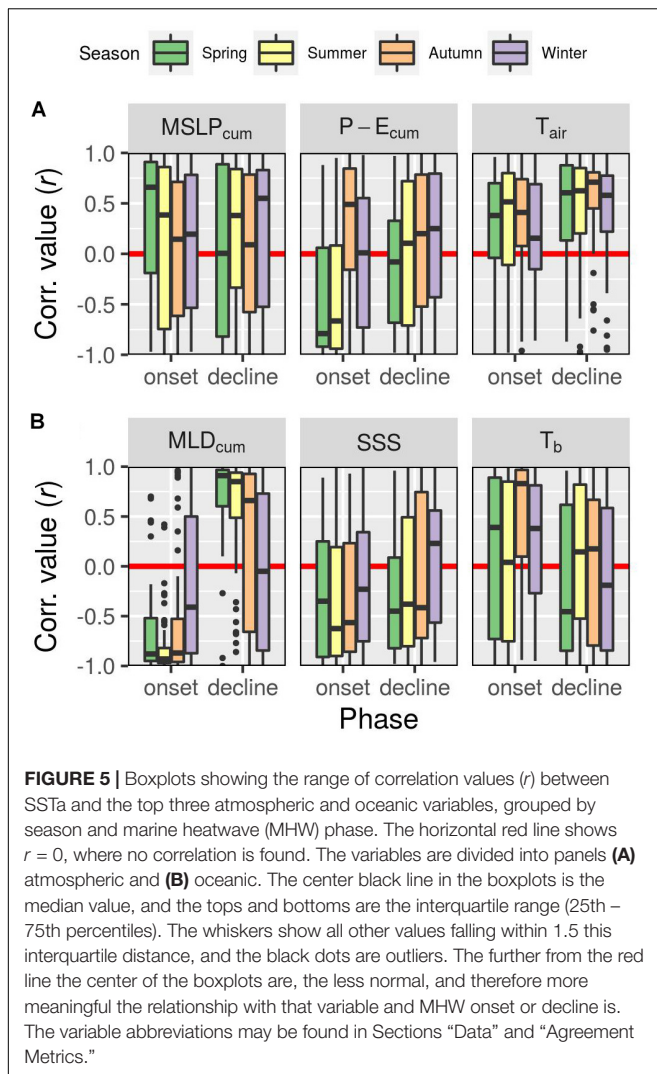 Season Spring Summer Autumn Winter
A
MSLPcum P − Ecum Tair
Corr. value (r)
1.0
0.5
0.0
-0.5
-1.0
onset decline onset decline onset decline
B
MLDcum SSS Tb
Corr. value (r)
1.0
0.5
0.0
-0.5
-1.0
onset decline onset decline onset decline
Phase
FIGURE 5 | Boxplots showing the range of correlation values (r) between
SSTa and the top three atmospheric and oceanic variables, grouped by
season and marine heatwave (MHW) phase. The horizontal red line shows
r = 0, where no correlation is found. The variables are divided into panels (A)
atmospheric and (B) oceanic. The center black line in the boxplots is the
median value, and the tops and bottoms are the interquartile range (25th –
75th percentiles). The whiskers show all other values falling within 1.5 this
interquartile distance, and the black dots are outliers. The further from the red
line the center of the boxplots are, the less normal, and therefore more
meaningful the relationship with that variable and MHW onset or decline is.
The variable abbreviations may be found in Sections “Data” and “Agreement
Metrics.”